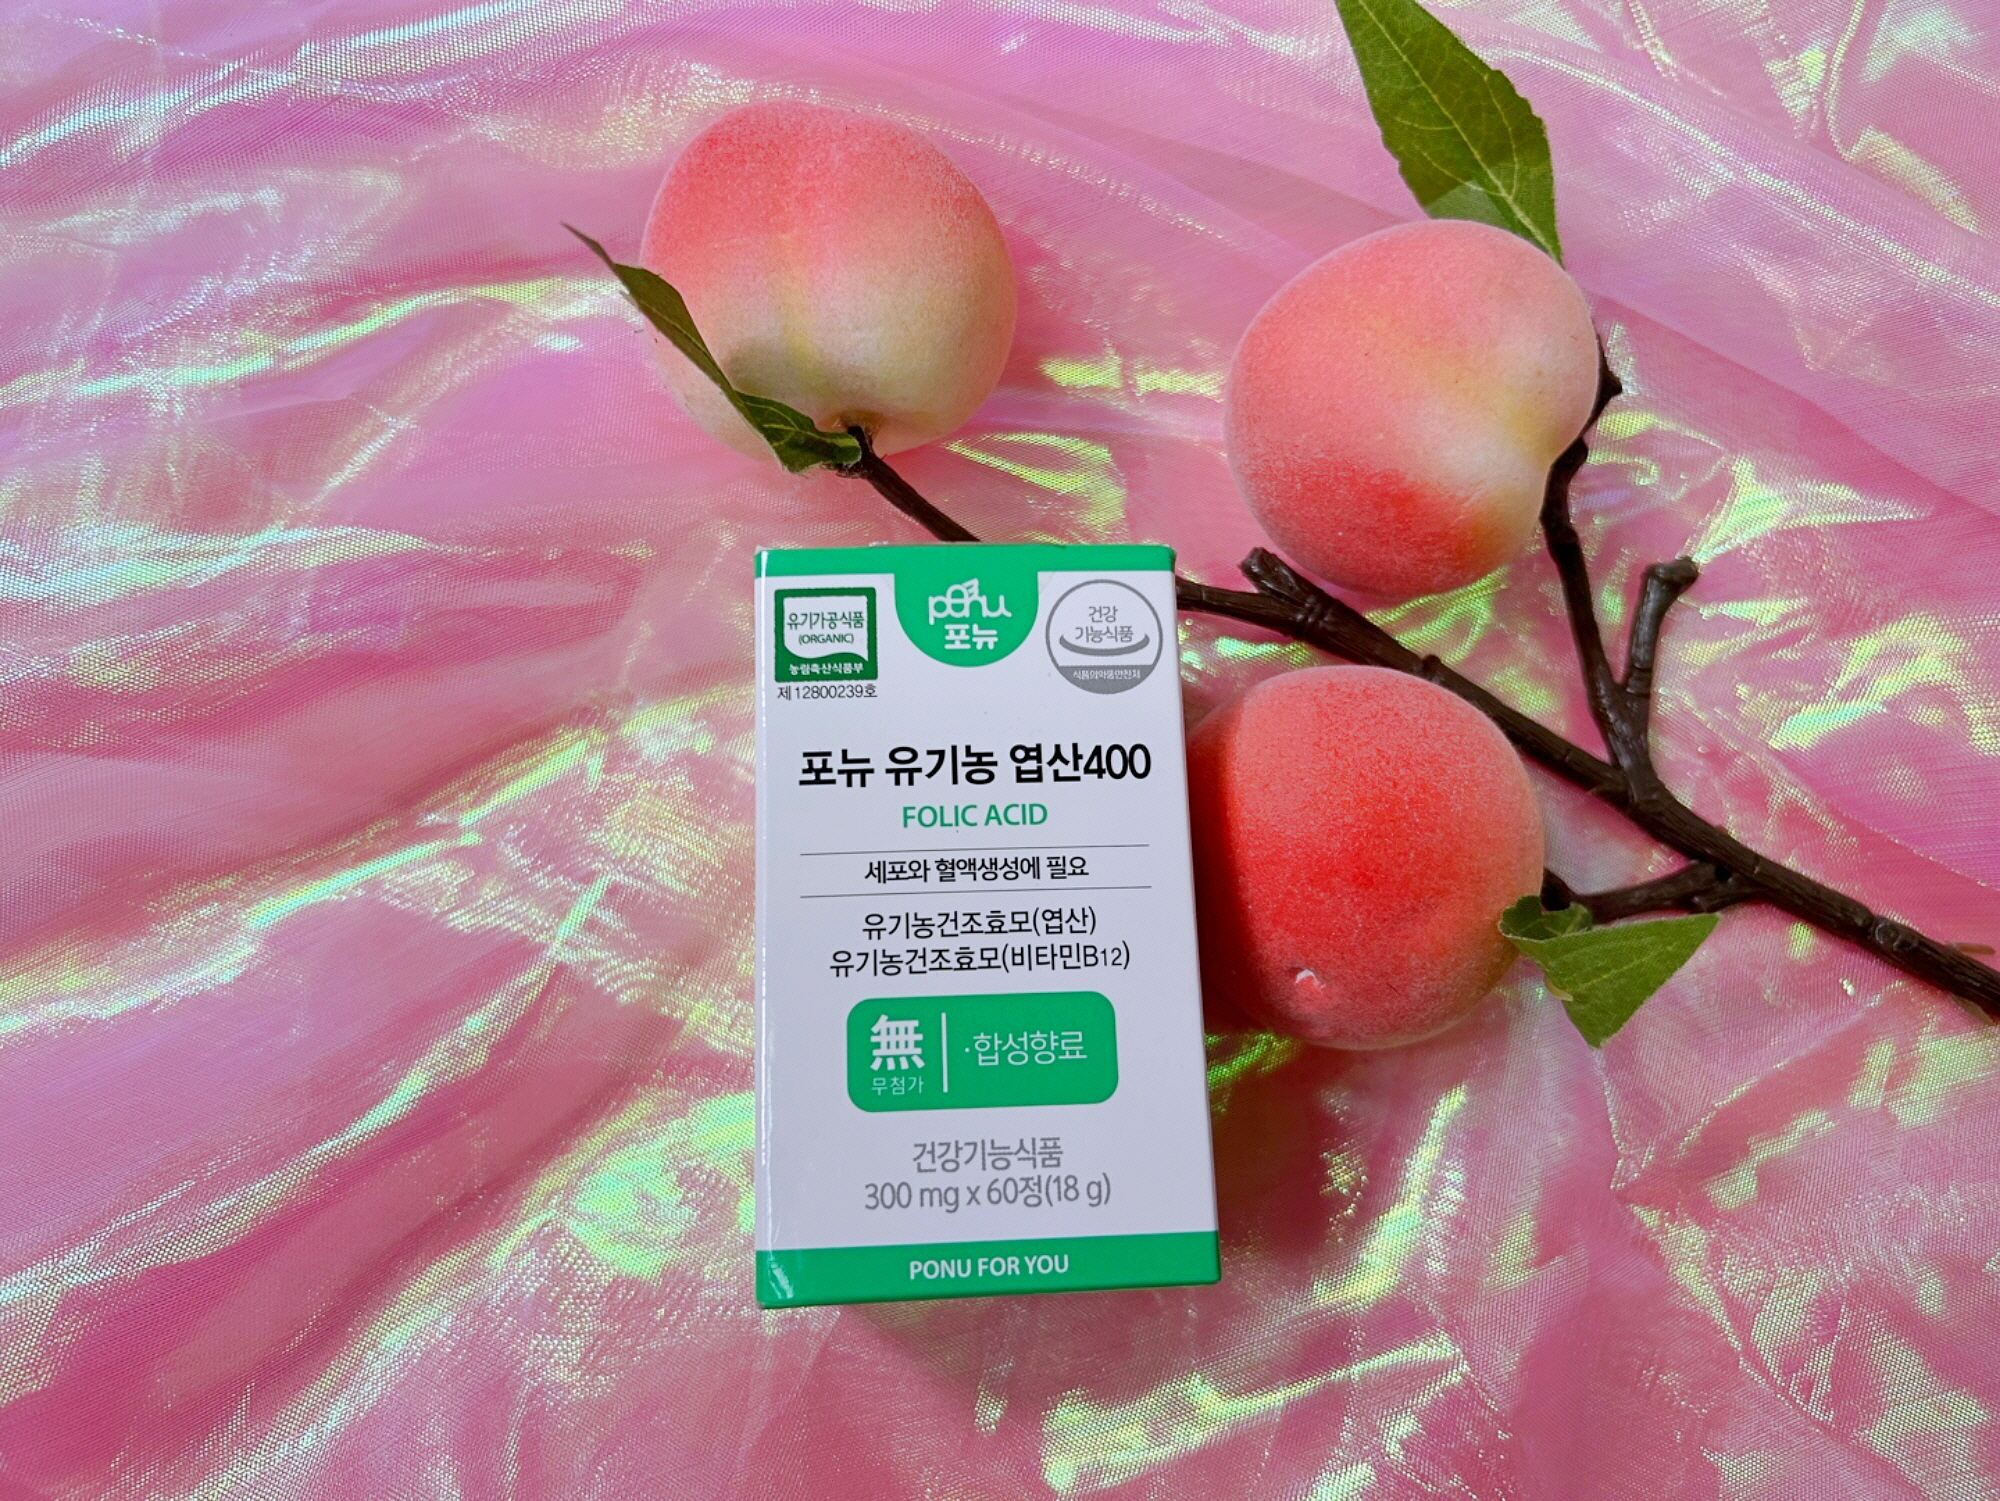 유기가공식품
(ORGANIC)
농림축산식품부
제12800239호
ponu
포뉴
건강
기능식품
식품의약품안전처
포뉴 유기농 엽산400
FOLIC ACID
세포와 혈액생성에 필요
유기농건조효모(엽산)
유기농건조효모(비타민B12)
無
무첨가
·합성향료
건강기능식품
300 mg x 60정(18 g)
PONU FOR YOU